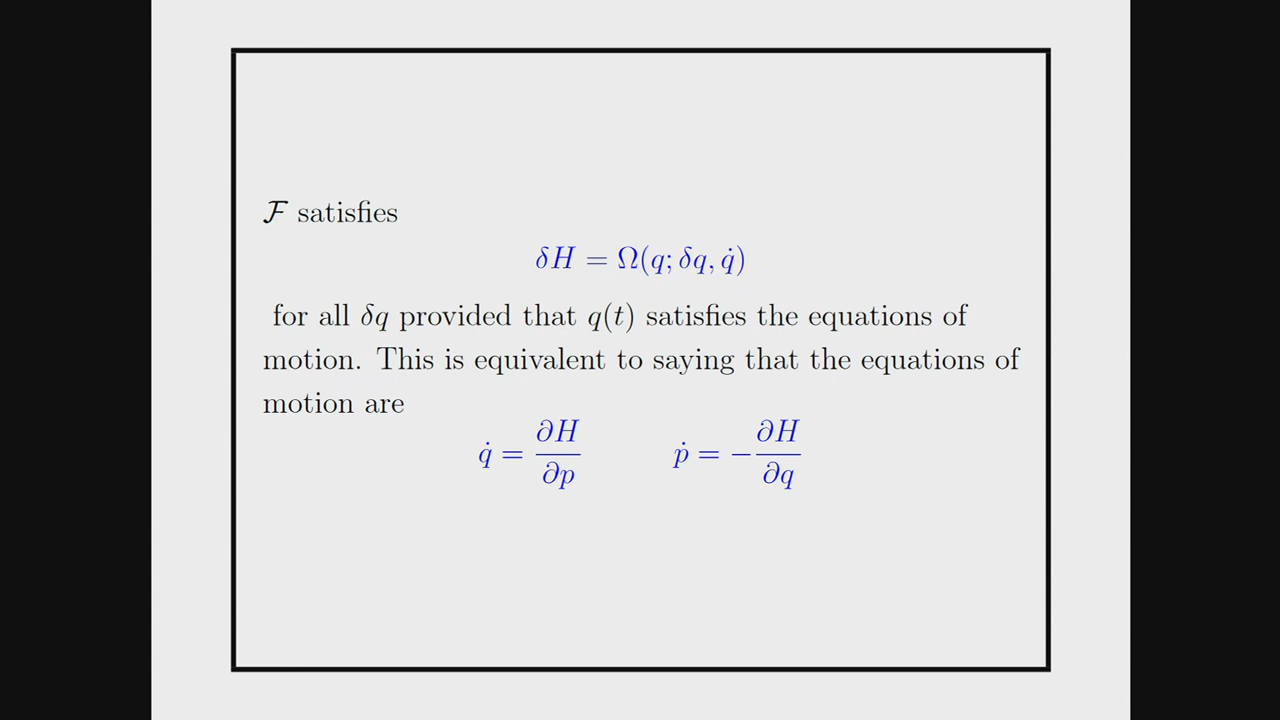 ℱ satisfies
δH = Ω(q; δq, q̇)
for all δq provided that q(t) satisfies the equations of
motion. This is equivalent to saying that the equations of
motion are
q̇ = ∂H/∂p ṗ = −∂H/∂q